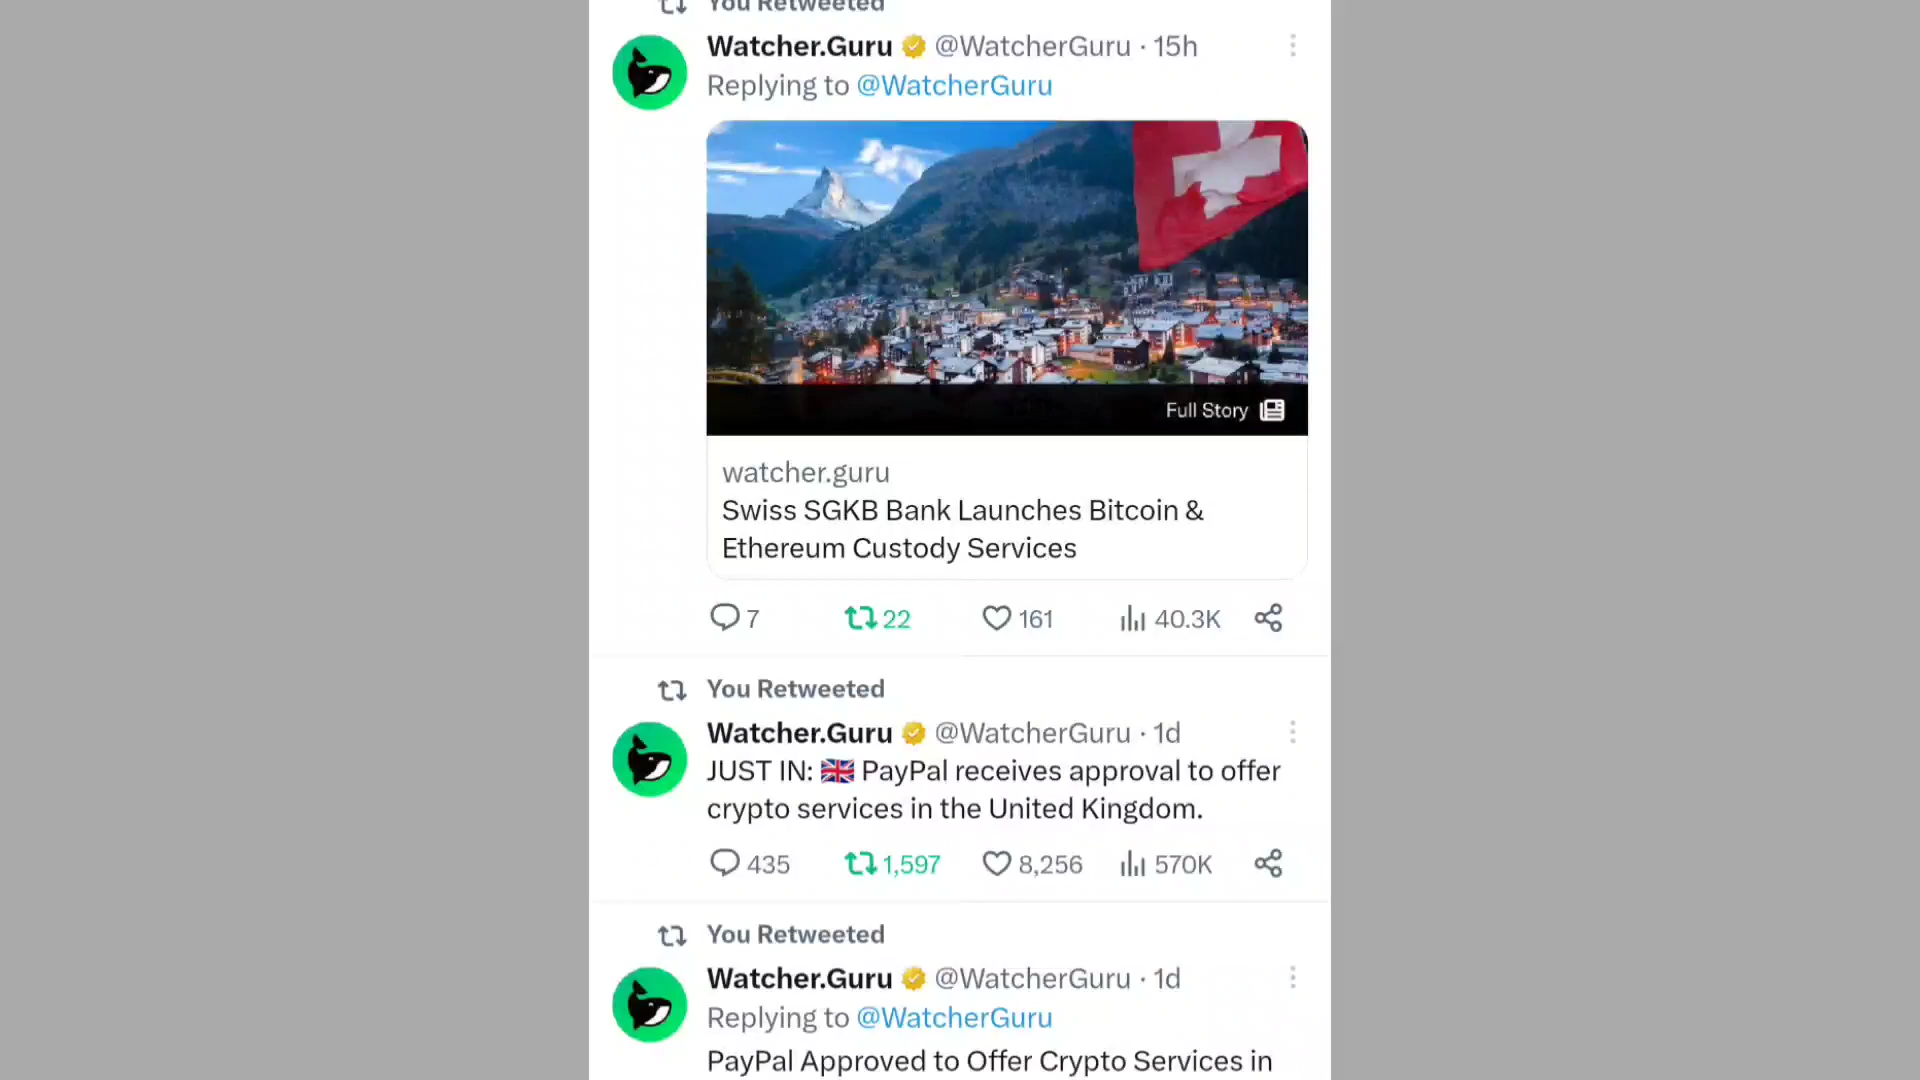 You Retweeted
Watcher.Guru @WatcherGuru · 15h
Replying to @WatcherGuru
Full Story
watcher.guru
Swiss SGKB Bank Launches Bitcoin &
Ethereum Custody Services
7 22 161 40.3K
You Retweeted
Watcher.Guru @WatcherGuru · 1d
JUST IN: 🇬🇧 PayPal receives approval to offer
crypto services in the United Kingdom.
435 1,597 8,256 570K
You Retweeted
Watcher.Guru @WatcherGuru · 1d
Replying to @WatcherGuru
PayPal Approved to Offer Crypto Services in